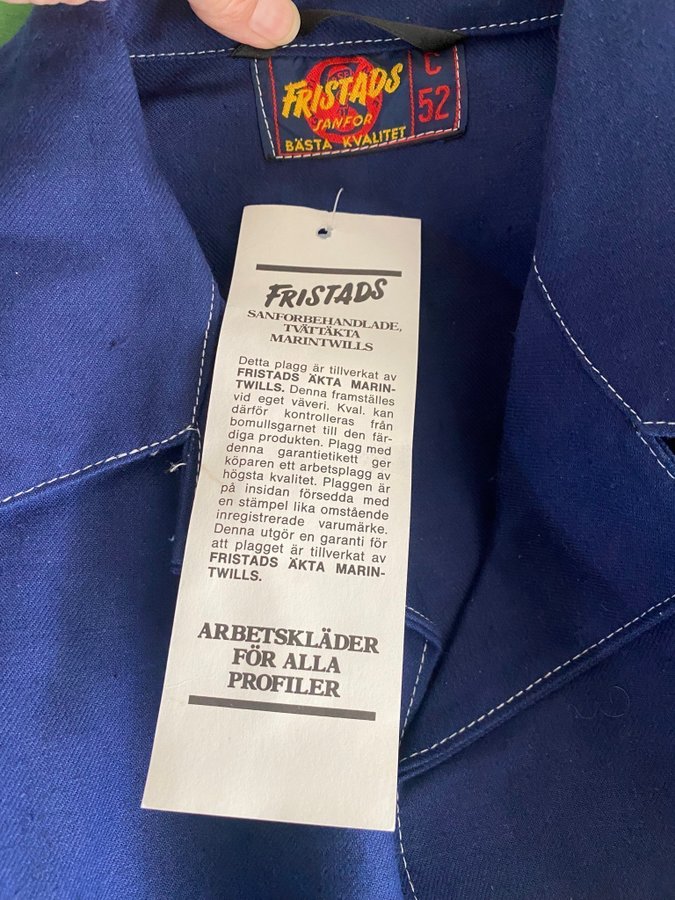 FRISTADS
SANFOR
BÄSTA KVALITET
C
52
FRISTADS
SANFORBEHANDLADE,
TVÄTTÄKTA
MARINTWILLS
Detta plagg är tillverkat av
FRISTADS ÄKTA MARIN-
TWILLS. Denna framställes
vid eget väveri. Kval. kan
därför kontrolleras från
bomullsgarnet till den fär-
diga produkten. Plagg med
denna garantietikett ger
köparen ett arbetsplagg av
högsta kvalitet. Plaggen är
på insidan försedda med
en stämpel lika omstående
inregistrerade varumärke.
Denna utgör en garanti för
att plagget är tillverkat av
FRISTADS ÄKTA MARIN-
TWILLS.
ARBETSKLÄDER
FÖR ALLA
PROFILER